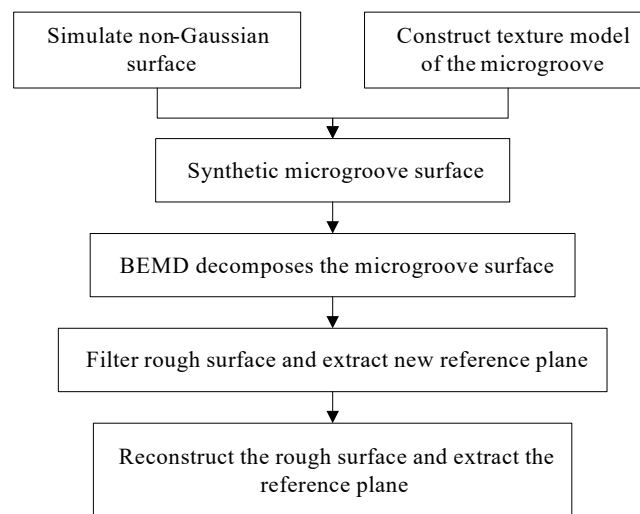 Simulate non-Gaussian
surface
Construct texture model
of the microgroove
Synthetic microgroove surface
BEMD decomposes the microgroove surface
Filter rough surface and extract new reference plane
Reconstruct the rough surface and extract the
reference plane